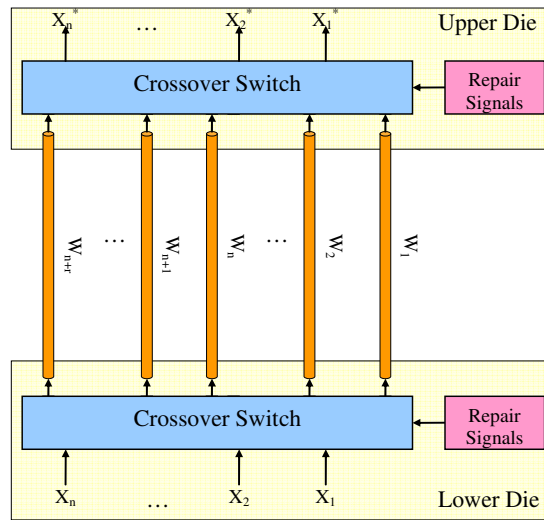 Xn* ... X2* X1* Upper Die
Crossover Switch
Repair
Signals
Wn+r ... Wn+1 Wn ... W2 W1
Crossover Switch
Repair
Signals
Xn ... X2 X1
Lower Die